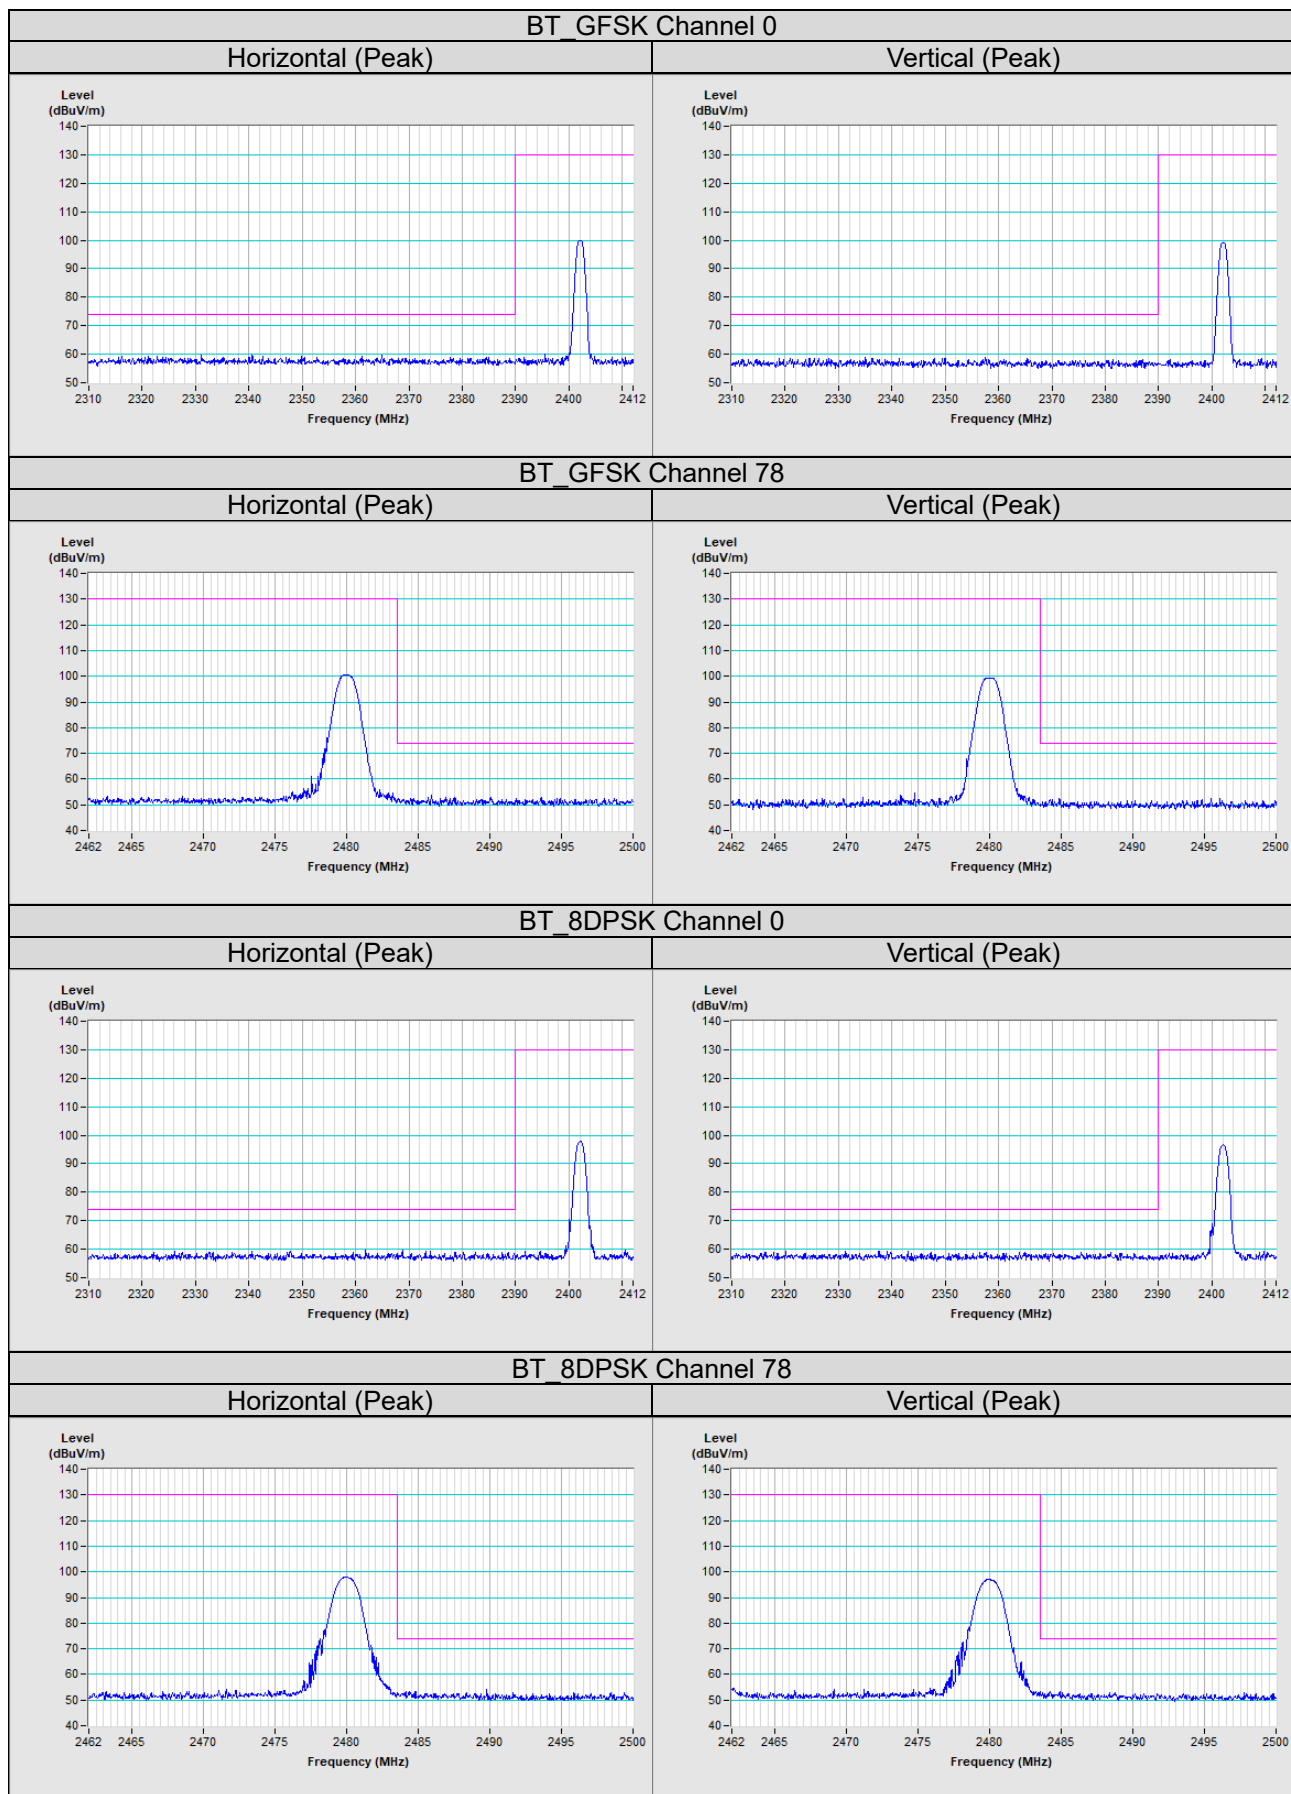 BT_GFSK Channel 0
Horizontal (Peak) Vertical (Peak)
Level
(dBuV/m)
140
130
120
110
100
90
80
70
60
50
2310 2320 2330 2340 2350 2360 2370 2380 2390 2400 2412
Frequency (MHz)
Level
(dBuV/m)
140
130
120
110
100
90
80
70
60
50
2310 2320 2330 2340 2350 2360 2370 2380 2390 2400 2412
Frequency (MHz)
BT_GFSK Channel 78
Horizontal (Peak) Vertical (Peak)
Level
(dBuV/m)
140
130
120
110
100
90
80
70
60
50
40
2462 2465 2470 2475 2480 2485 2490 2495 2500
Frequency (MHz)
Level
(dBuV/m)
140
130
120
110
100
90
80
70
60
50
40
2462 2465 2470 2475 2480 2485 2490 2495 2500
Frequency (MHz)
BT_8DPSK Channel 0
Horizontal (Peak) Vertical (Peak)
Level
(dBuV/m)
140
130
120
110
100
90
80
70
60
50
2310 2320 2330 2340 2350 2360 2370 2380 2390 2400 2412
Frequency (MHz)
Level
(dBuV/m)
140
130
120
110
100
90
80
70
60
50
2310 2320 2330 2340 2350 2360 2370 2380 2390 2400 2412
Frequency (MHz)
BT_8DPSK Channel 78
Horizontal (Peak) Vertical (Peak)
Level
(dBuV/m)
140
130
120
110
100
90
80
70
60
50
40
2462 2465 2470 2475 2480 2485 2490 2495 2500
Frequency (MHz)
Level
(dBuV/m)
140
130
120
110
100
90
80
70
60
50
40
2462 2465 2470 2475 2480 2485 2490 2495 2500
Frequency (MHz)